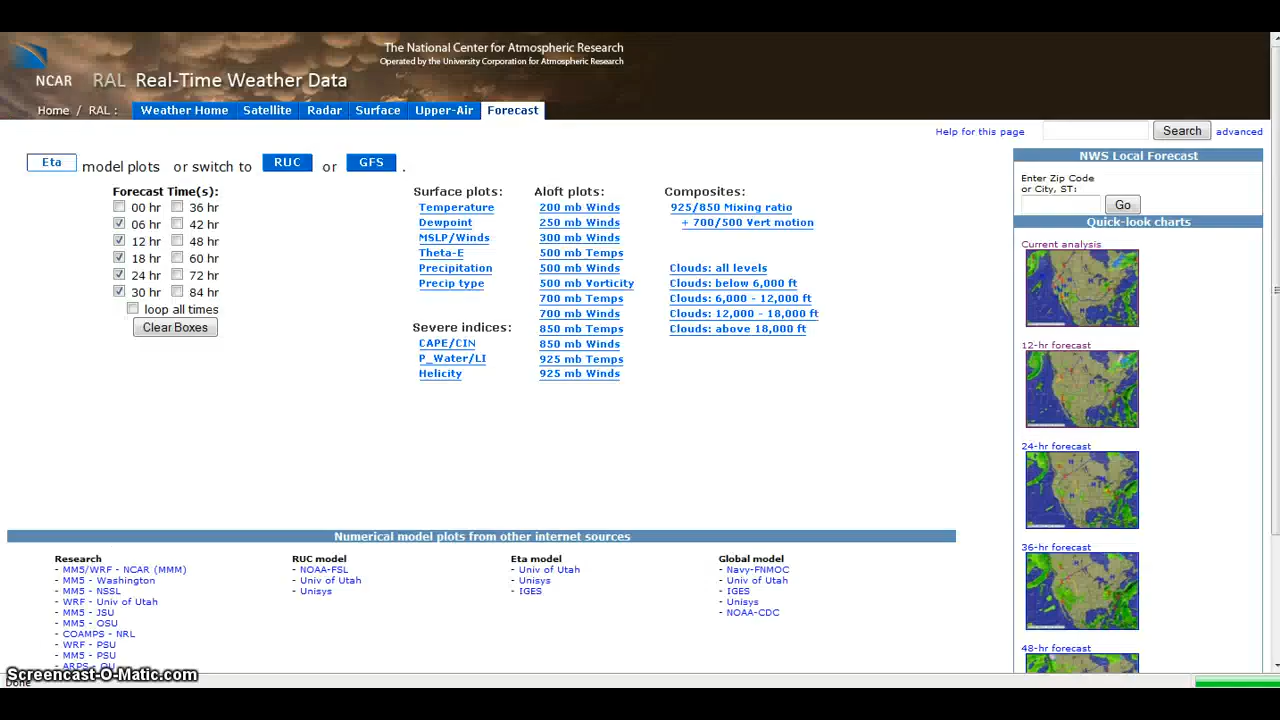 The National Center for Atmospheric Research
Operated by the University Corporation for Atmospheric Research
NCAR RAL Real-Time Weather Data
Home / RAL : Weather Home Satellite Radar Surface Upper-Air Forecast
Help for this page Search advanced
Eta model plots or switch to RUC or GFS .
Forecast Time(s):
00 hr 36 hr
06 hr 42 hr
12 hr 48 hr
18 hr 60 hr
24 hr 72 hr
30 hr 84 hr
loop all times
Clear Boxes
Surface plots:
Temperature
Dewpoint
MSLP/Winds
Theta-E
Precipitation
Precip type
Severe indices:
CAPE/CIN
P_Water/LI
Helicity
Aloft plots:
200 mb Winds
250 mb Winds
300 mb Winds
500 mb Temps
500 mb Winds
500 mb Vorticity
700 mb Temps
700 mb Winds
850 mb Temps
850 mb Winds
925 mb Temps
925 mb Winds
Composites:
925/850 Mixing ratio
+ 700/500 Vert motion
Clouds: all levels
Clouds: below 6,000 ft
Clouds: 6,000 - 12,000 ft
Clouds: 12,000 - 18,000 ft
Clouds: above 18,000 ft
NWS Local Forecast
Enter Zip Code
or City, ST:
Go
Quick-look charts
Current analysis
12-hr forecast
24-hr forecast
36-hr forecast
48-hr forecast
Numerical model plots from other internet sources
Research
- MM5/WRF - NCAR (MMM)
- MM5 - Washington
- MM5 - NSSL
- WRF - Univ of Utah
- MM5 - JSU
- MM5 - OSU
- COAMPS - NRL
- WRF - PSU
- MM5 - PSU
- ARPS - OU
RUC model
- NOAA-FSL
- Univ of Utah
- Unisys
Eta model
- Univ of Utah
- Unisys
- IGES
Global model
- Navy-FNMOC
- Univ of Utah
- IGES
- Unisys
- NOAA-CDC
Screencast-O-Matic.com
Done